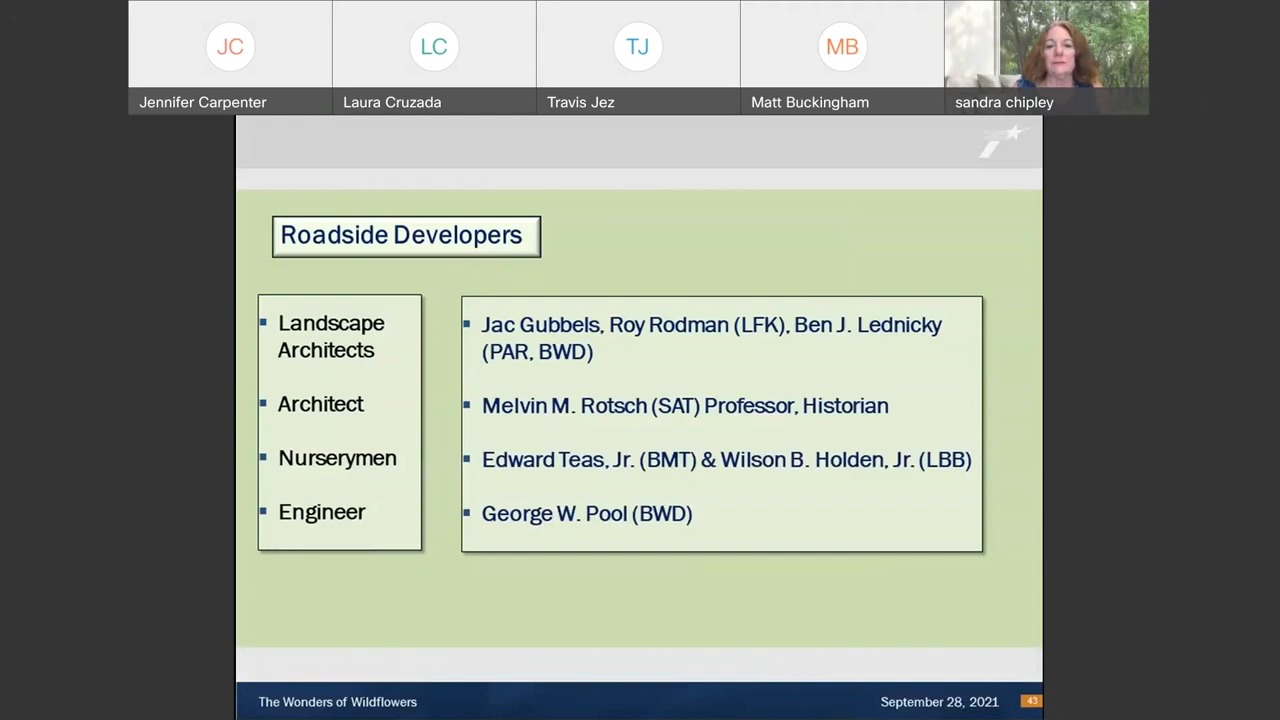 JC
LC
TJ
MB
Jennifer Carpenter
Laura Cruzada
Travis Jez
Matt Buckingham
sandra chipley
Roadside Developers
Landscape
Architects
Architect
Nurserymen
Engineer
Jac Gubbels, Roy Rodman (LFK), Ben J. Lednicky
(PAR, BWD)
Melvin M. Rotsch (SAT) Professor, Historian
Edward Teas, Jr. (BMT) & Wilson B. Holden, Jr. (LBB)
George W. Pool (BWD)
The Wonders of Wildflowers
September 28, 2021
43